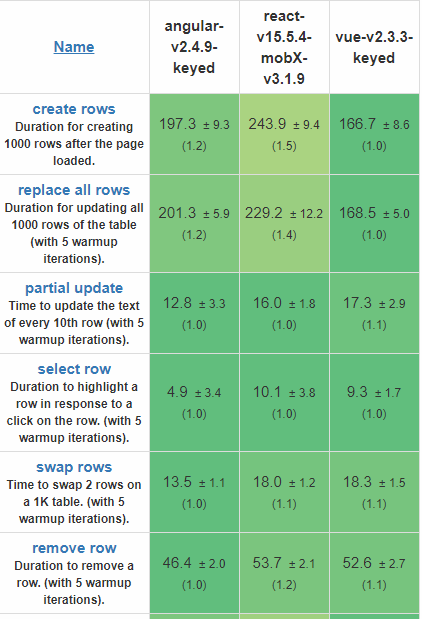 Name
angular-
v2.4.9-
keyed
react-
v15.5.4-
mobX-
v3.1.9
vue-v2.3.3-
keyed
create rows
Duration for creating
1000 rows after the page
loaded.
197.3 ± 9.3
(1.2)
243.9 ± 9.4
(1.5)
166.7 ± 8.6
(1.0)
replace all rows
Duration for updating all
1000 rows of the table
(with 5 warmup
iterations).
201.3 ± 5.9
(1.2)
229.2 ± 12.2
(1.4)
168.5 ± 5.0
(1.0)
partial update
Time to update the text
of every 10th row (with 5
warmup iterations).
12.8 ± 3.3
(1.0)
16.0 ± 1.8
(1.0)
17.3 ± 2.9
(1.1)
select row
Duration to highlight a
row in response to a
click on the row. (with 5
warmup iterations).
4.9 ± 3.4
(1.0)
10.1 ± 3.8
(1.0)
9.3 ± 1.7
(1.0)
swap rows
Time to swap 2 rows on
a 1K table. (with 5
warmup iterations).
13.5 ± 1.1
(1.0)
18.0 ± 1.2
(1.1)
18.3 ± 1.5
(1.1)
remove row
Duration to remove a
row. (with 5 warmup
iterations).
46.4 ± 2.0
(1.0)
53.7 ± 2.1
(1.2)
52.6 ± 2.7
(1.1)